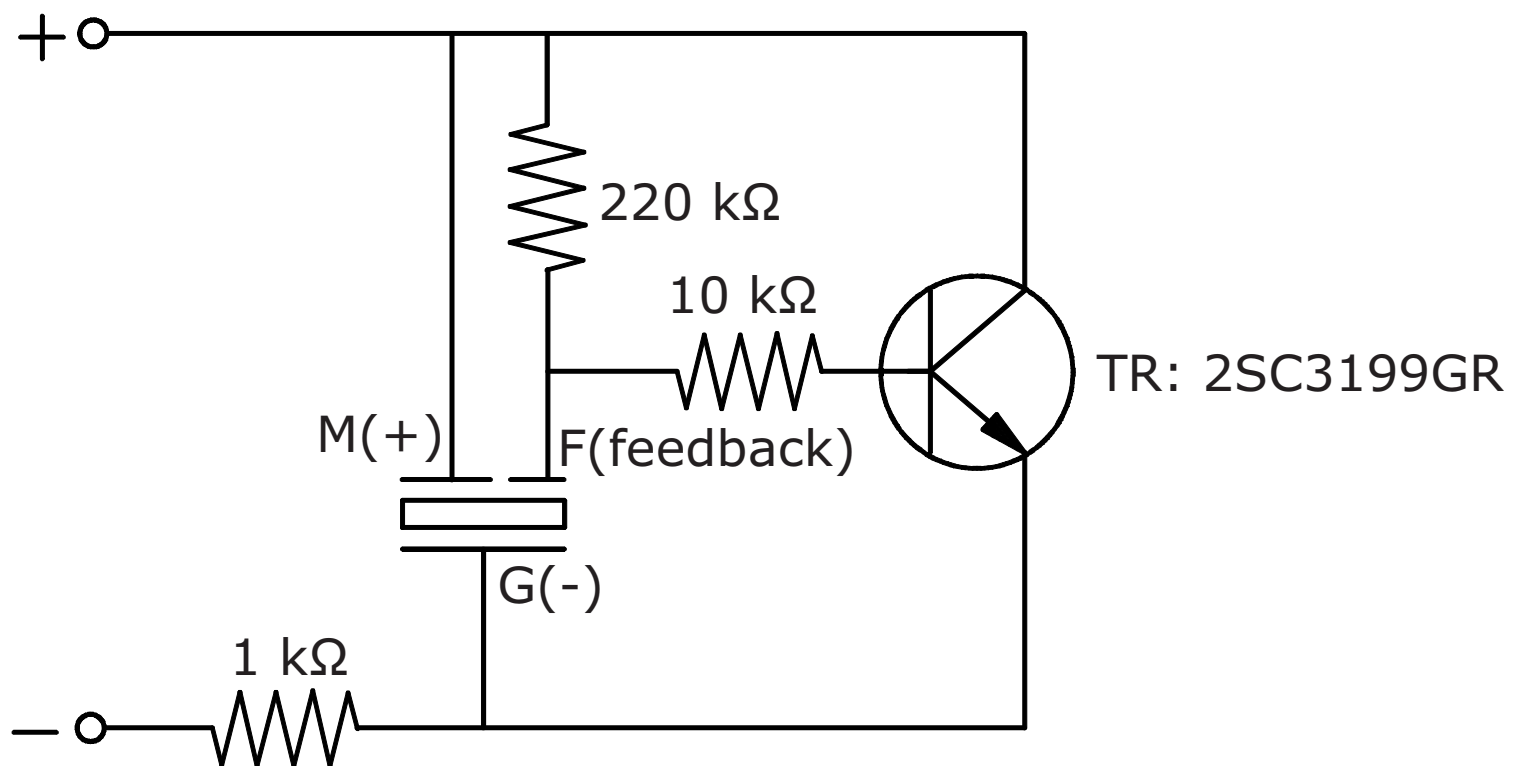 +
220 kΩ
10 kΩ
TR: 2SC3199GR
M(+)
F(feedback)
G(-)
1 kΩ
−